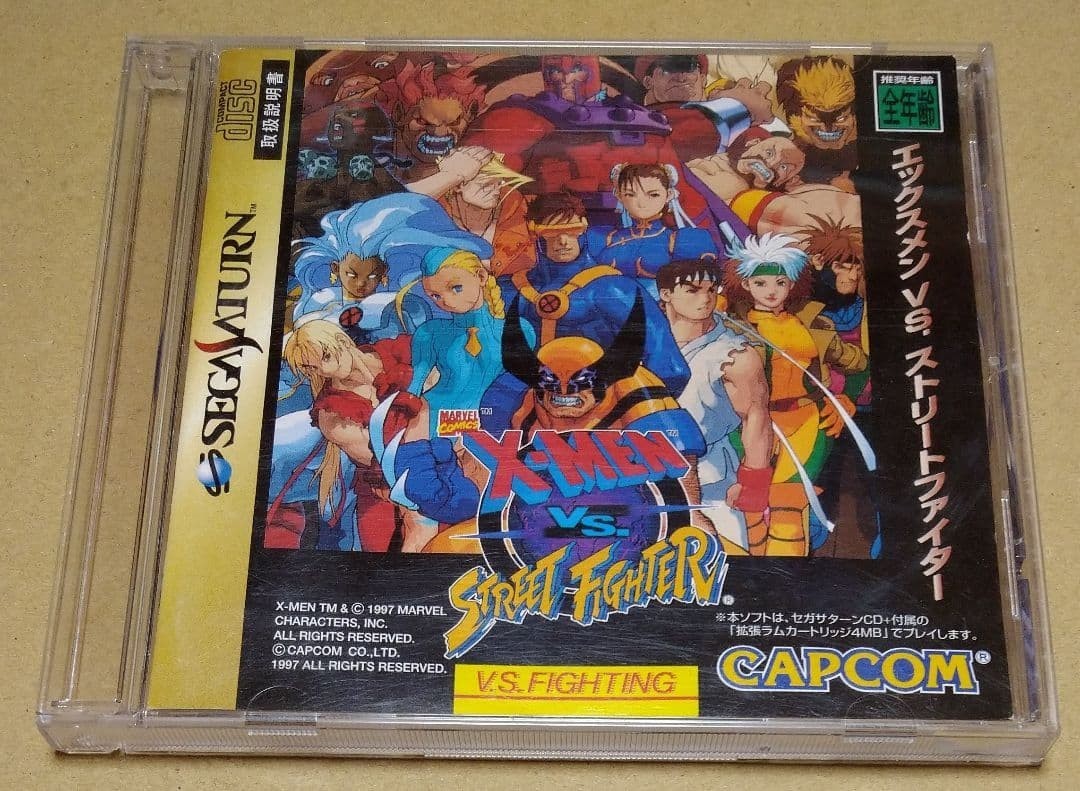 COMPACT
DISC
取扱説明書
SEGA SATURN™
推奨年齢
全年齢
エックスメン VS. ストリートファイター
MARVEL
COMICS™
X-MEN™
VS.
STREET FIGHTER®
X-MEN TM & © 1997 MARVEL
CHARACTERS, INC.
ALL RIGHTS RESERVED.
© CAPCOM CO.,LTD.
1997 ALL RIGHTS RESERVED.
※本ソフトは、セガサターンCD+付属の
「拡張ラムカートリッジ4MB」でプレイします。
V.S. FIGHTING
CAPCOM®